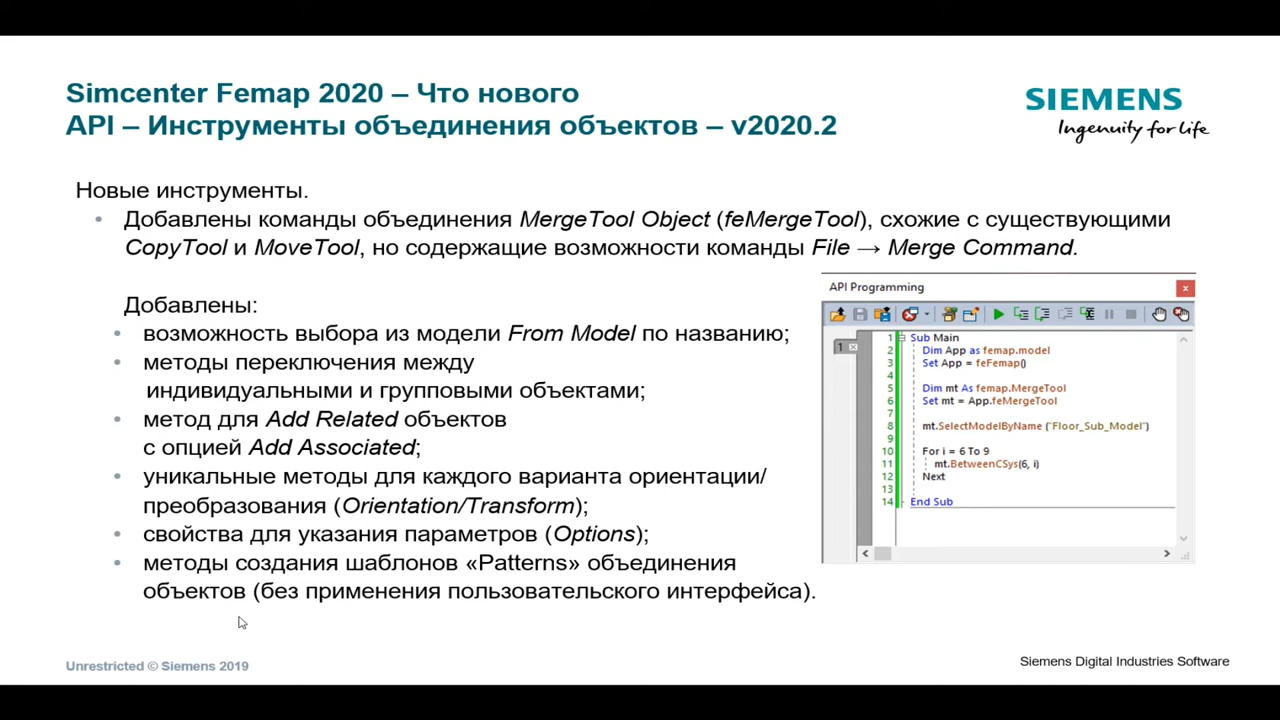 Simcenter Femap 2020 – Что нового
API – Инструменты объединения объектов – v2020.2
SIEMENS
Ingenuity for life
Новые инструменты.
• Добавлены команды объединения MergeTool Object (feMergeTool), схожие с существующими
CopyTool и MoveTool, но содержащие возможности команды File → Merge Command.
Добавлены:
• возможность выбора из модели From Model по названию;
• методы переключения между
индивидуальными и групповыми объектами;
• метод для Add Related объектов
с опцией Add Associated;
• уникальные методы для каждого варианта ориентации/
преобразования (Orientation/Transform);
• свойства для указания параметров (Options);
• методы создания шаблонов «Patterns» объединения
объектов (без применения пользовательского интерфейса).
API Programming
1
1 Sub Main
2 Dim App as femap.model
3 Set App = feFemap()
4
5 Dim mt As femap.MergeTool
6 Set mt = App.feMergeTool
7
8 mt.SelectModelByName ("Floor_Sub_Model")
9
10 For i = 6 To 9
11 mt.BetweenCSys(6, i)
12 Next
13
14 End Sub
Unrestricted © Siemens 2019
Siemens Digital Industries Software